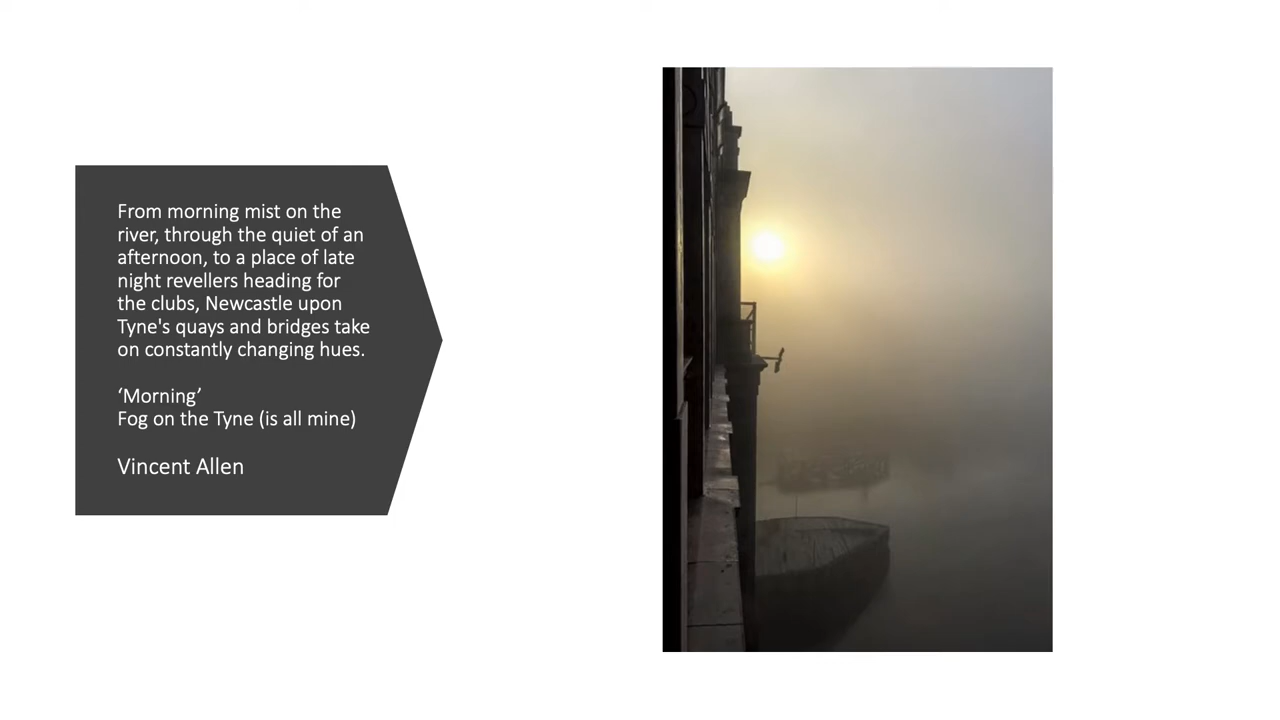 From morning mist on the
river, through the quiet of an
afternoon, to a place of late
night revellers heading for
the clubs, Newcastle upon
Tyne's quays and bridges take
on constantly changing hues.
‘Morning’
Fog on the Tyne (is all mine)
Vincent Allen